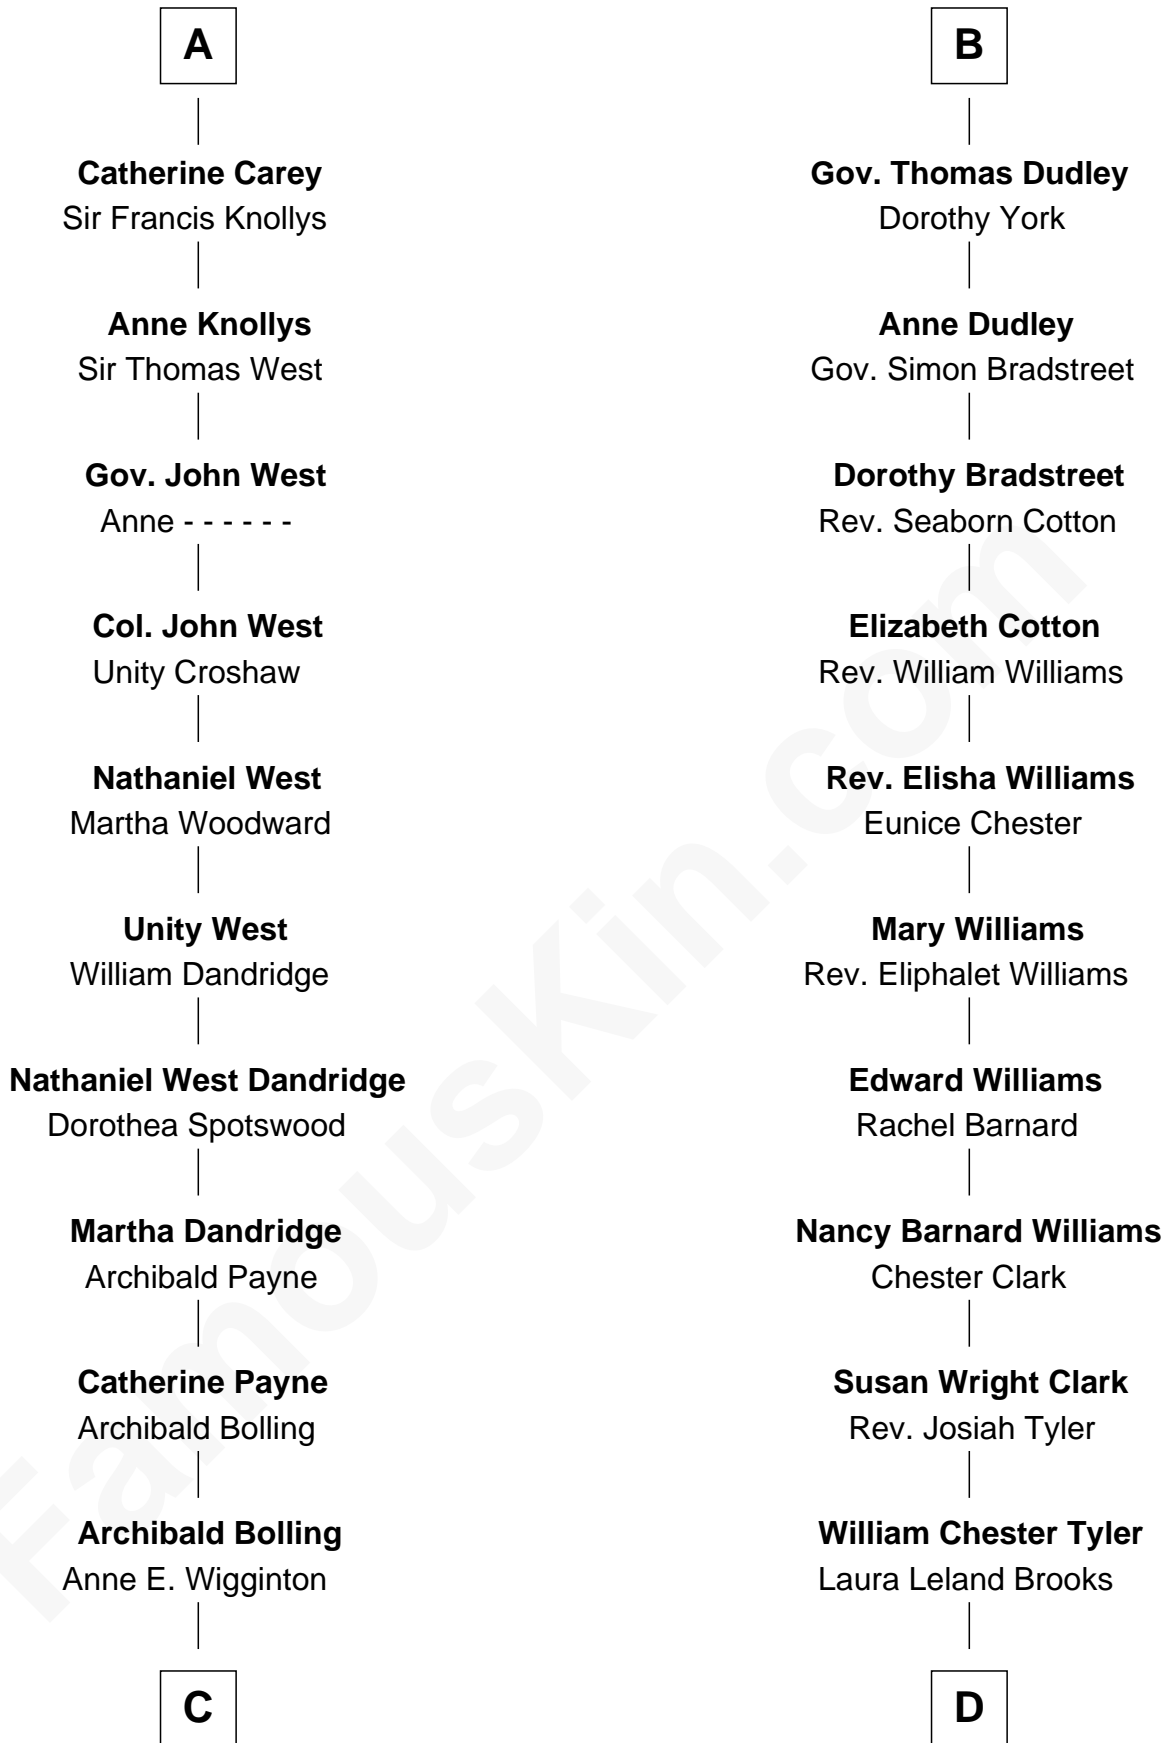 A
Catherine Carey
Sir Francis Knollys
Anne Knollys
Sir Thomas West
Gov. John West
Anne - - - - - -
Col. John West
Unity Croshaw
Nathaniel West
Martha Woodward
Unity West
William Dandridge
Nathaniel West Dandridge
Dorothea Spotswood
Martha Dandridge
Archibald Payne
Catherine Payne
Archibald Bolling
Archibald Bolling
Anne E. Wigginton
C
B
Gov. Thomas Dudley
Dorothy York
Anne Dudley
Gov. Simon Bradstreet
Dorothy Bradstreet
Rev. Seaborn Cotton
Elizabeth Cotton
Rev. William Williams
Rev. Elisha Williams
Eunice Chester
Mary Williams
Rev. Eliphalet Williams
Edward Williams
Rachel Barnard
Nancy Barnard Williams
Chester Clark
Susan Wright Clark
Rev. Josiah Tyler
William Chester Tyler
Laura Leland Brooks
D
FamousKin.com